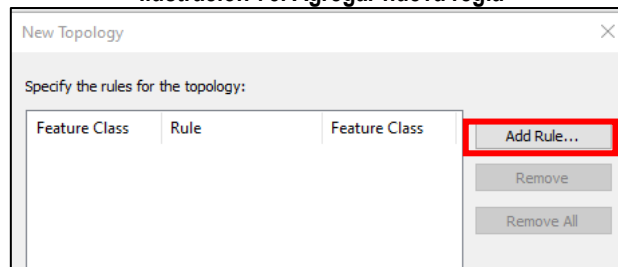 New Topology
Specify the rules for the topology:
Feature Class Rule Feature Class
Add Rule...
Remove
Remove All